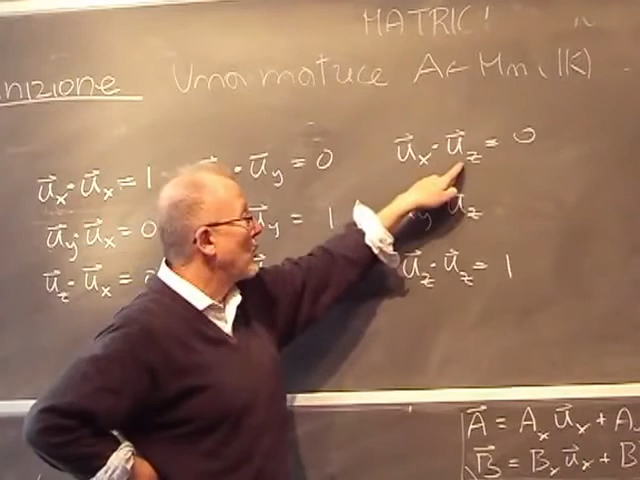 MATRICI
nizione Una matrice A ∈ Mn (K)
u⃗x · u⃗x = 1 · u⃗y = 0 u⃗x · u⃗z = 0
u⃗y · u⃗x = 0 u⃗y = 1 u⃗z
u⃗z · u⃗x = u⃗z · u⃗z = 1
A⃗ = Ax u⃗x + A
B⃗ = Bx u⃗x + B